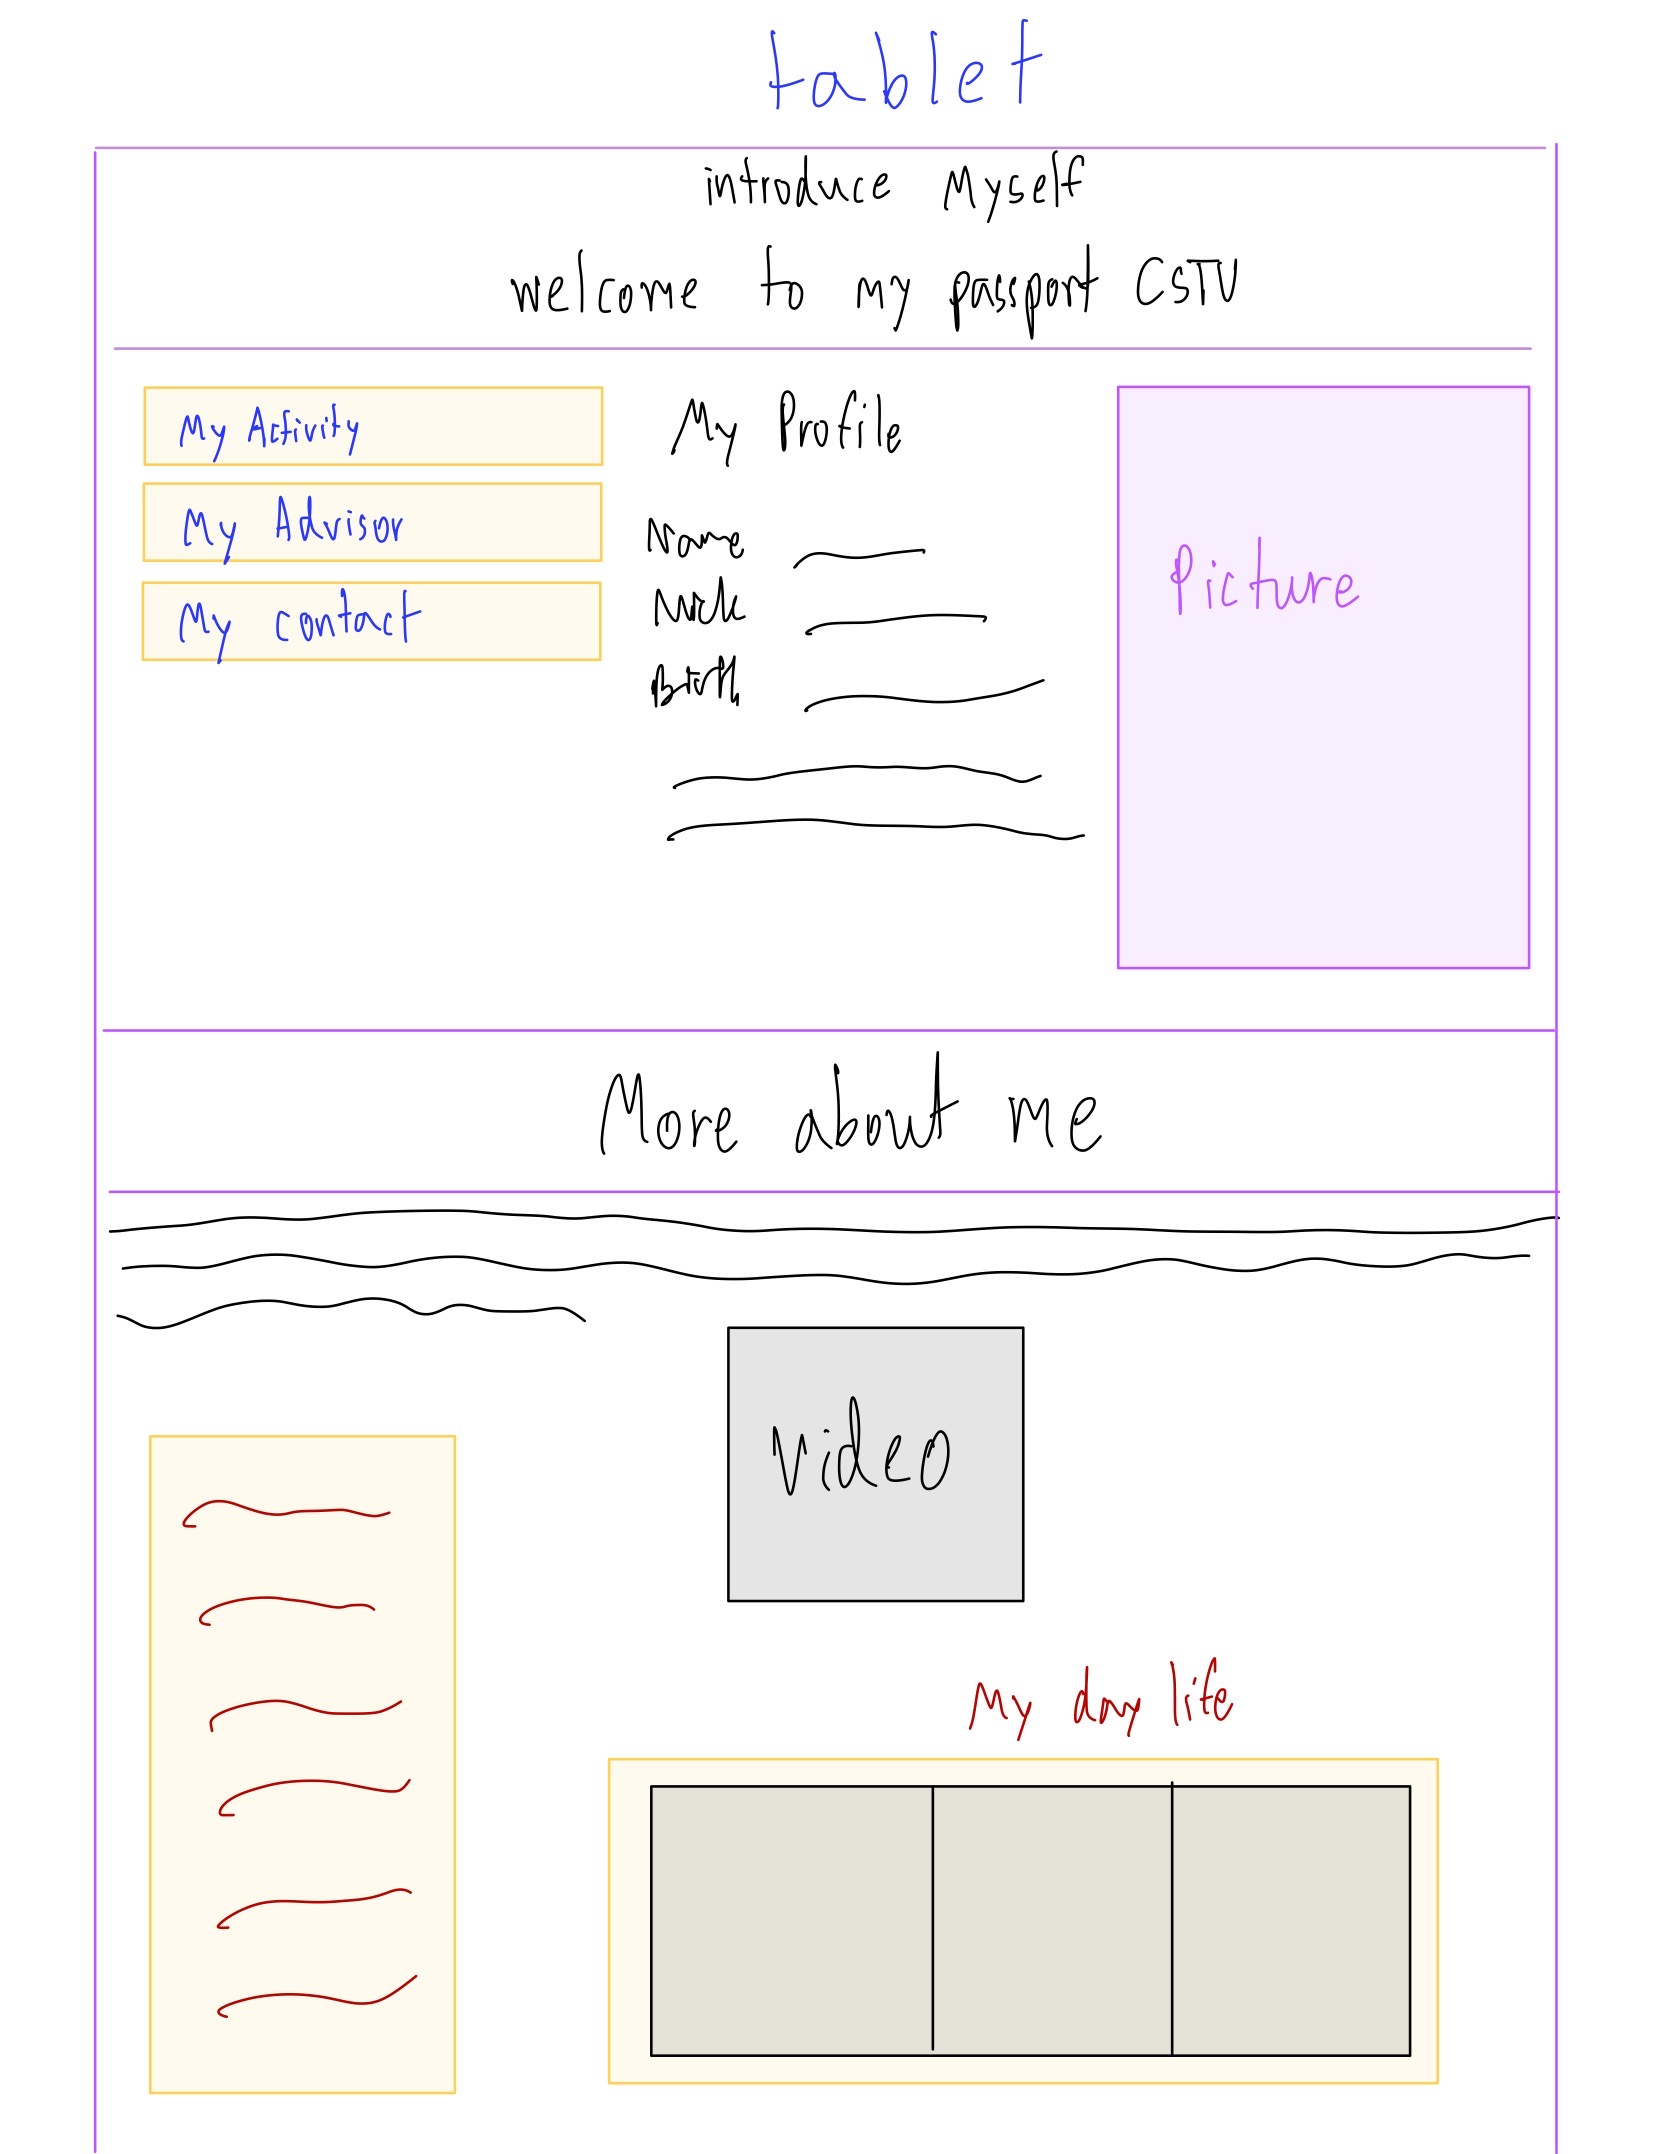 tablet
introduce Myself
welcome to my passport CSTU
My Activity
My Advisor
My contact
My Profile
Name
Nick
Birth
Picture
More about me
Video
My day life